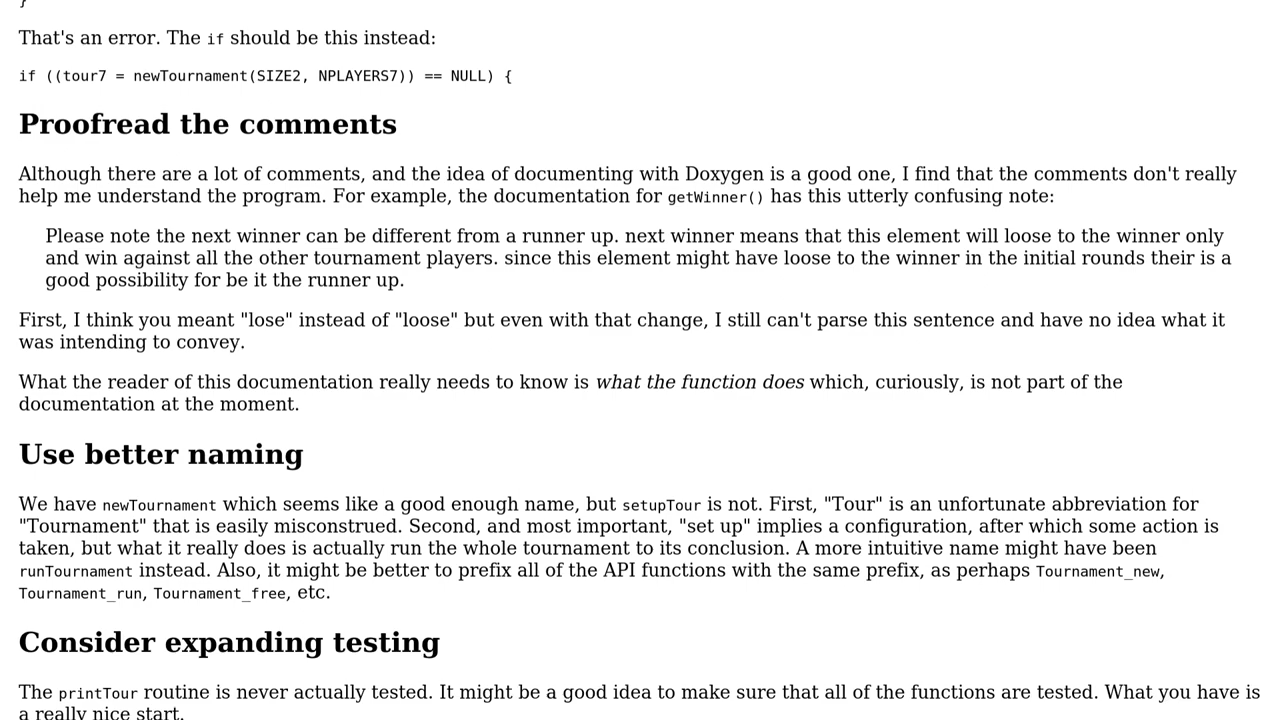 }
That's an error. The if should be this instead:
if ((tour7 = newTournament(SIZE2, NPLAYERS7)) == NULL) {
Proofread the comments
Although there are a lot of comments, and the idea of documenting with Doxygen is a good one, I find that the comments don't really
help me understand the program. For example, the documentation for getWinner() has this utterly confusing note:
Please note the next winner can be different from a runner up. next winner means that this element will loose to the winner only
and win against all the other tournament players. since this element might have loose to the winner in the initial rounds their is a
good possibility for be it the runner up.
First, I think you meant "lose" instead of "loose" but even with that change, I still can't parse this sentence and have no idea what it
was intending to convey.
What the reader of this documentation really needs to know is what the function does which, curiously, is not part of the
documentation at the moment.
Use better naming
We have newTournament which seems like a good enough name, but setupTour is not. First, "Tour" is an unfortunate abbreviation for
"Tournament" that is easily misconstrued. Second, and most important, "set up" implies a configuration, after which some action is
taken, but what it really does is actually run the whole tournament to its conclusion. A more intuitive name might have been
runTournament instead. Also, it might be better to prefix all of the API functions with the same prefix, as perhaps Tournament_new,
Tournament_run, Tournament_free, etc.
Consider expanding testing
The printTour routine is never actually tested. It might be a good idea to make sure that all of the functions are tested. What you have is
a really nice start.